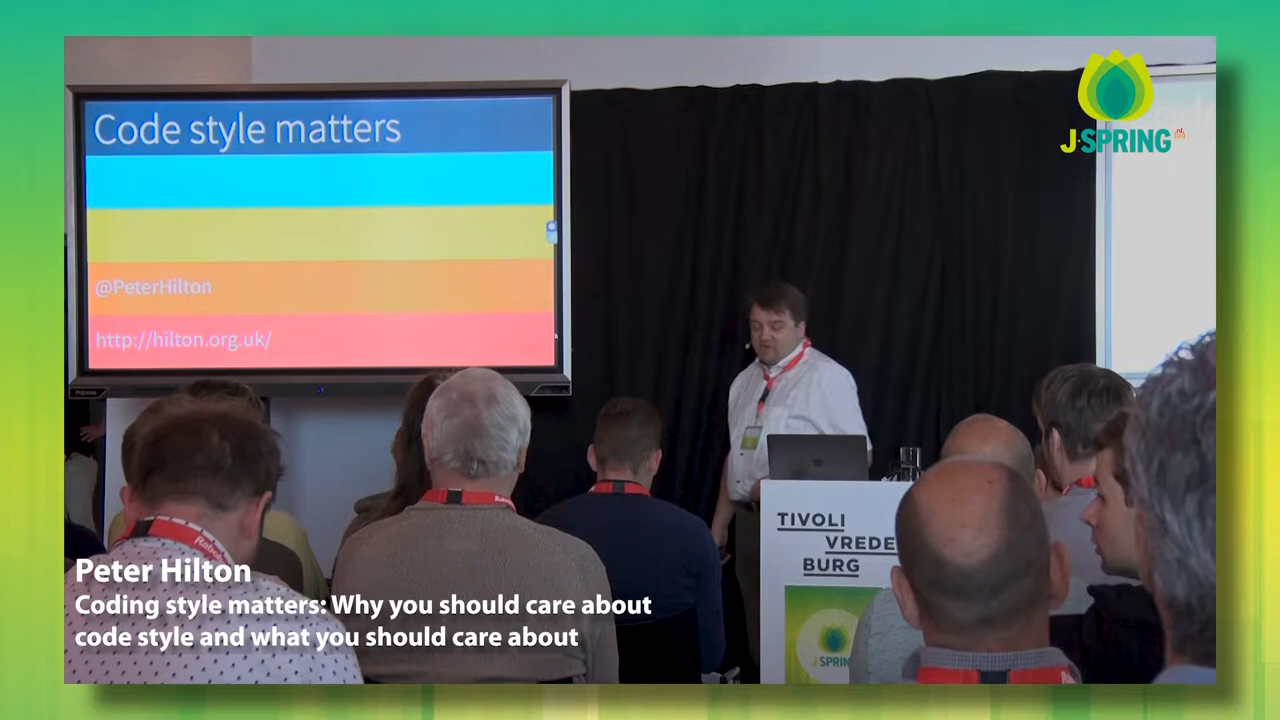 Code style matters
@PeterHilton
http://hilton.org.uk/
J-SPRING
TIVOLI
VREDE
BURG
J-SPRING
Peter Hilton
Coding style matters: Why you should care about
code style and what you should care about